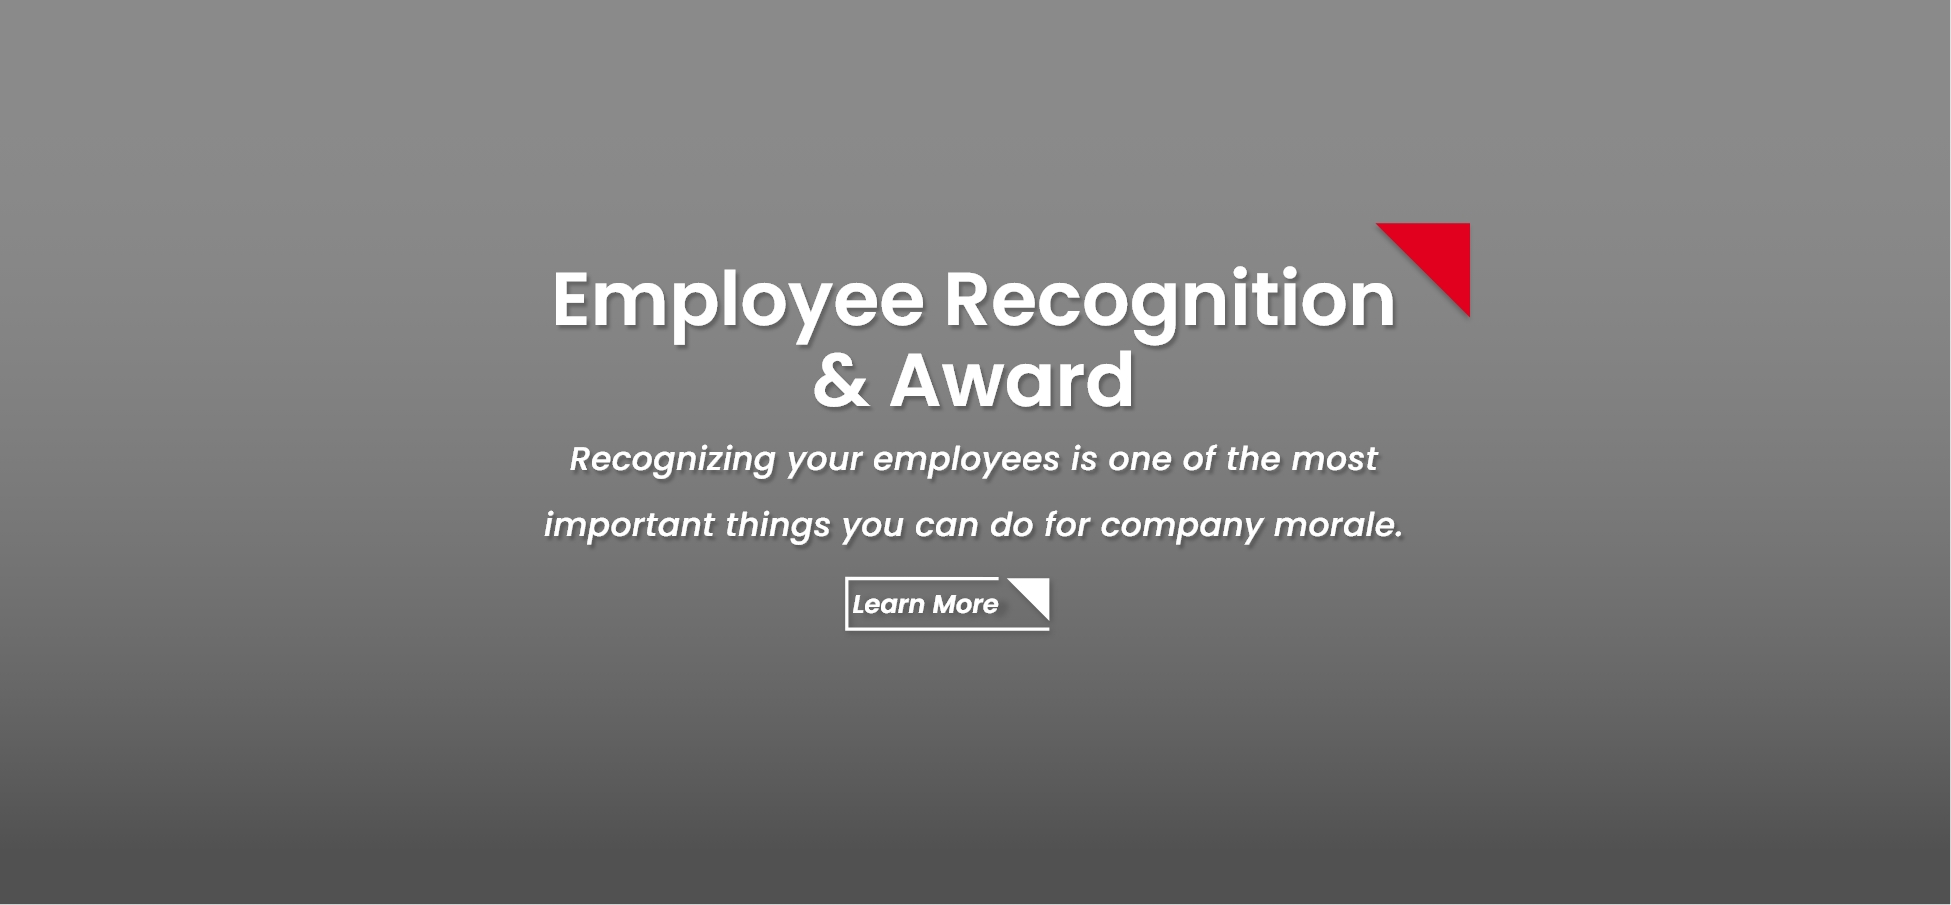 Employee Recognition
& Award
Recognizing your employees is one of the most
important things you can do for company morale.
Learn More